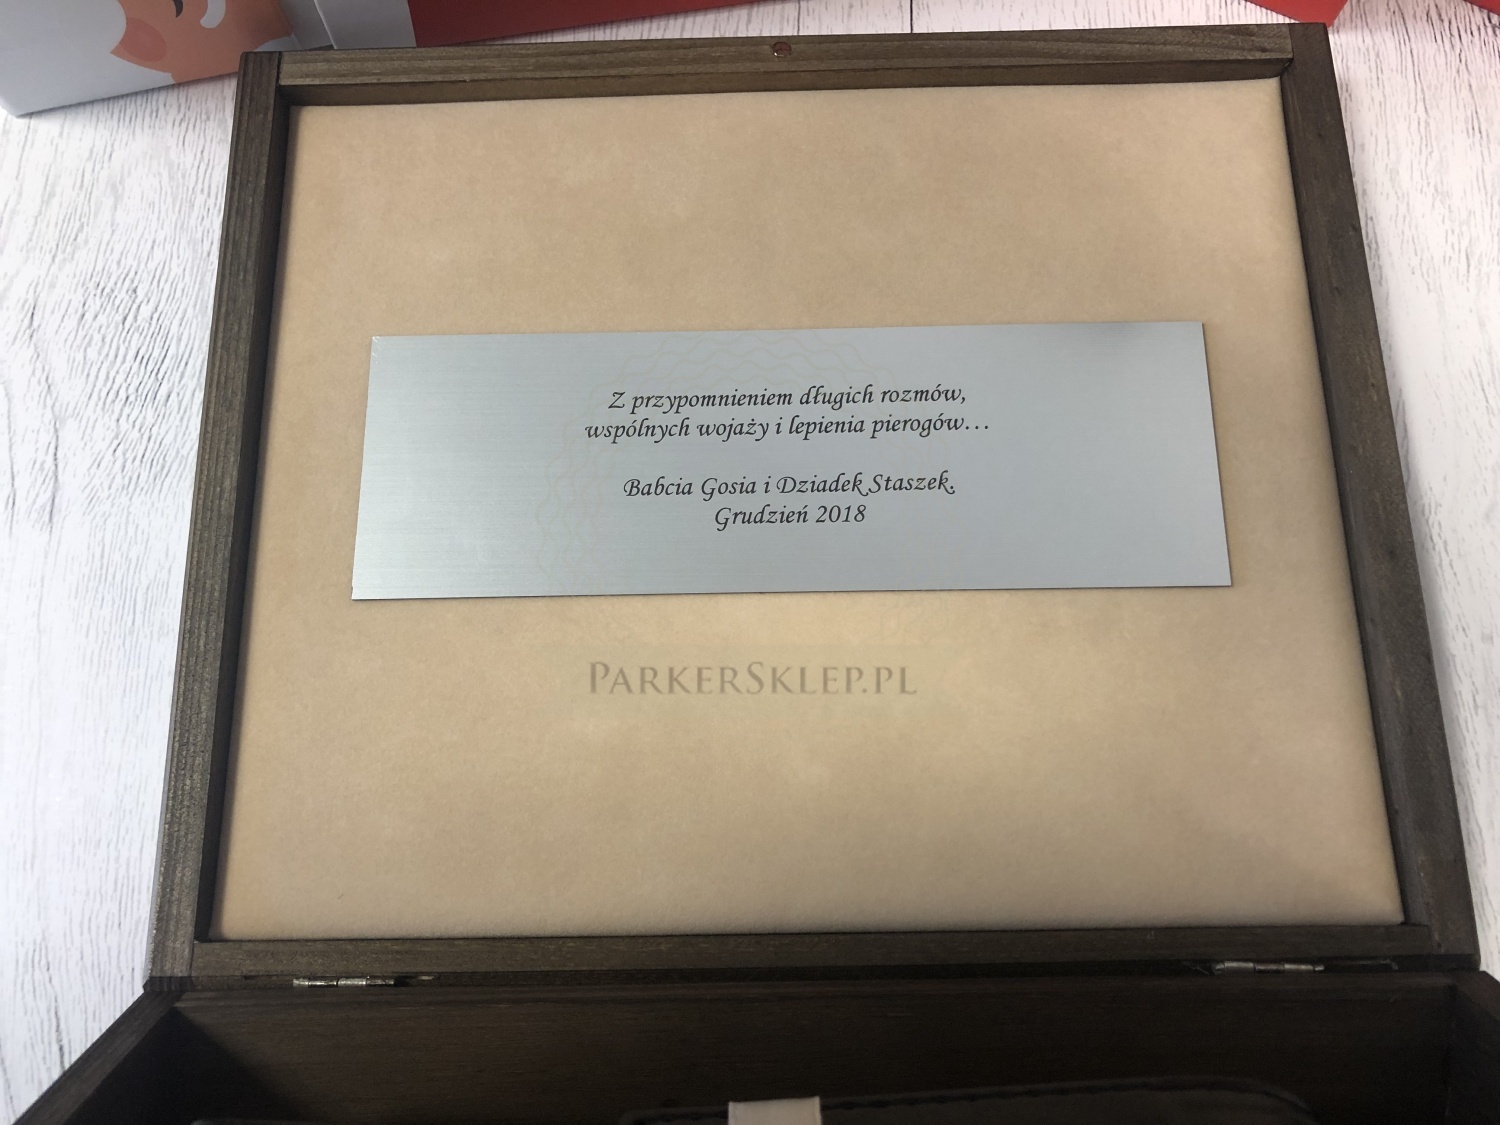 Z przypomnieniem długich rozmów,
wspólnych wojaży i lepienia pierogów...
Babcia Gosia i Dziadek Staszek.
Grudzień 2018
PARKERSKLEP.PL